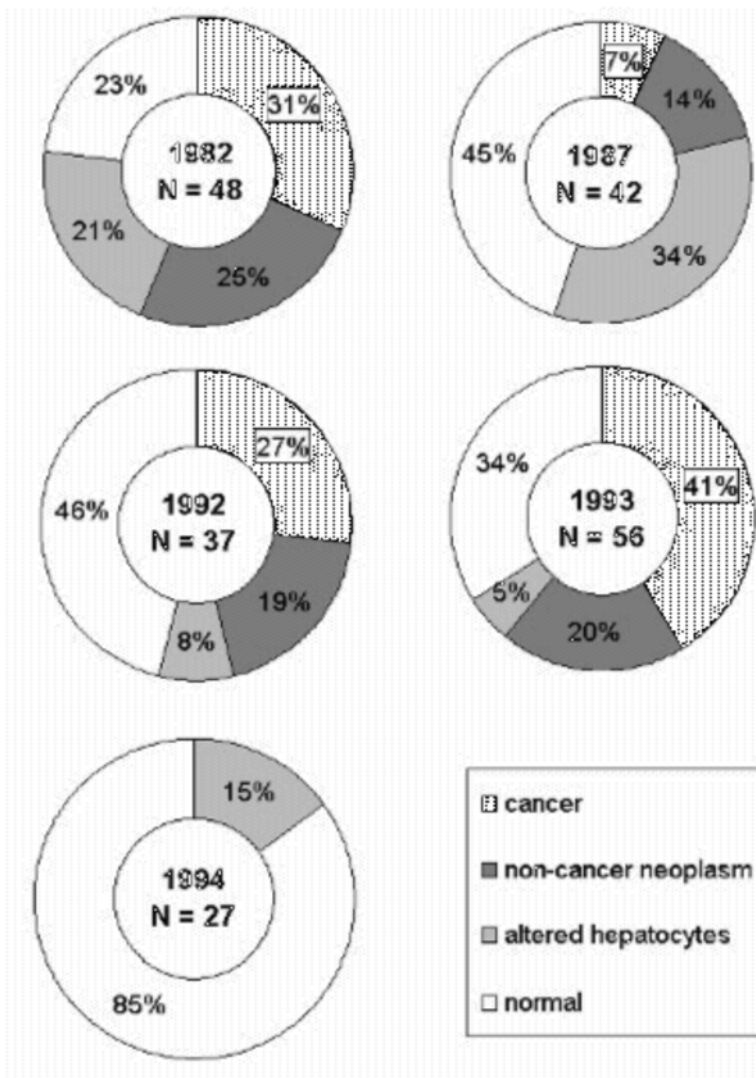 23%
31%
1982
N = 48
21%
25%
7%
14%
45%
1987
N = 42
34%
27%
46%
1992
N = 37
19%
8%
34%
41%
1993
N = 56
5%
20%
15%
1994
N = 27
85%
cancer
non-cancer neoplasm
altered hepatocytes
normal